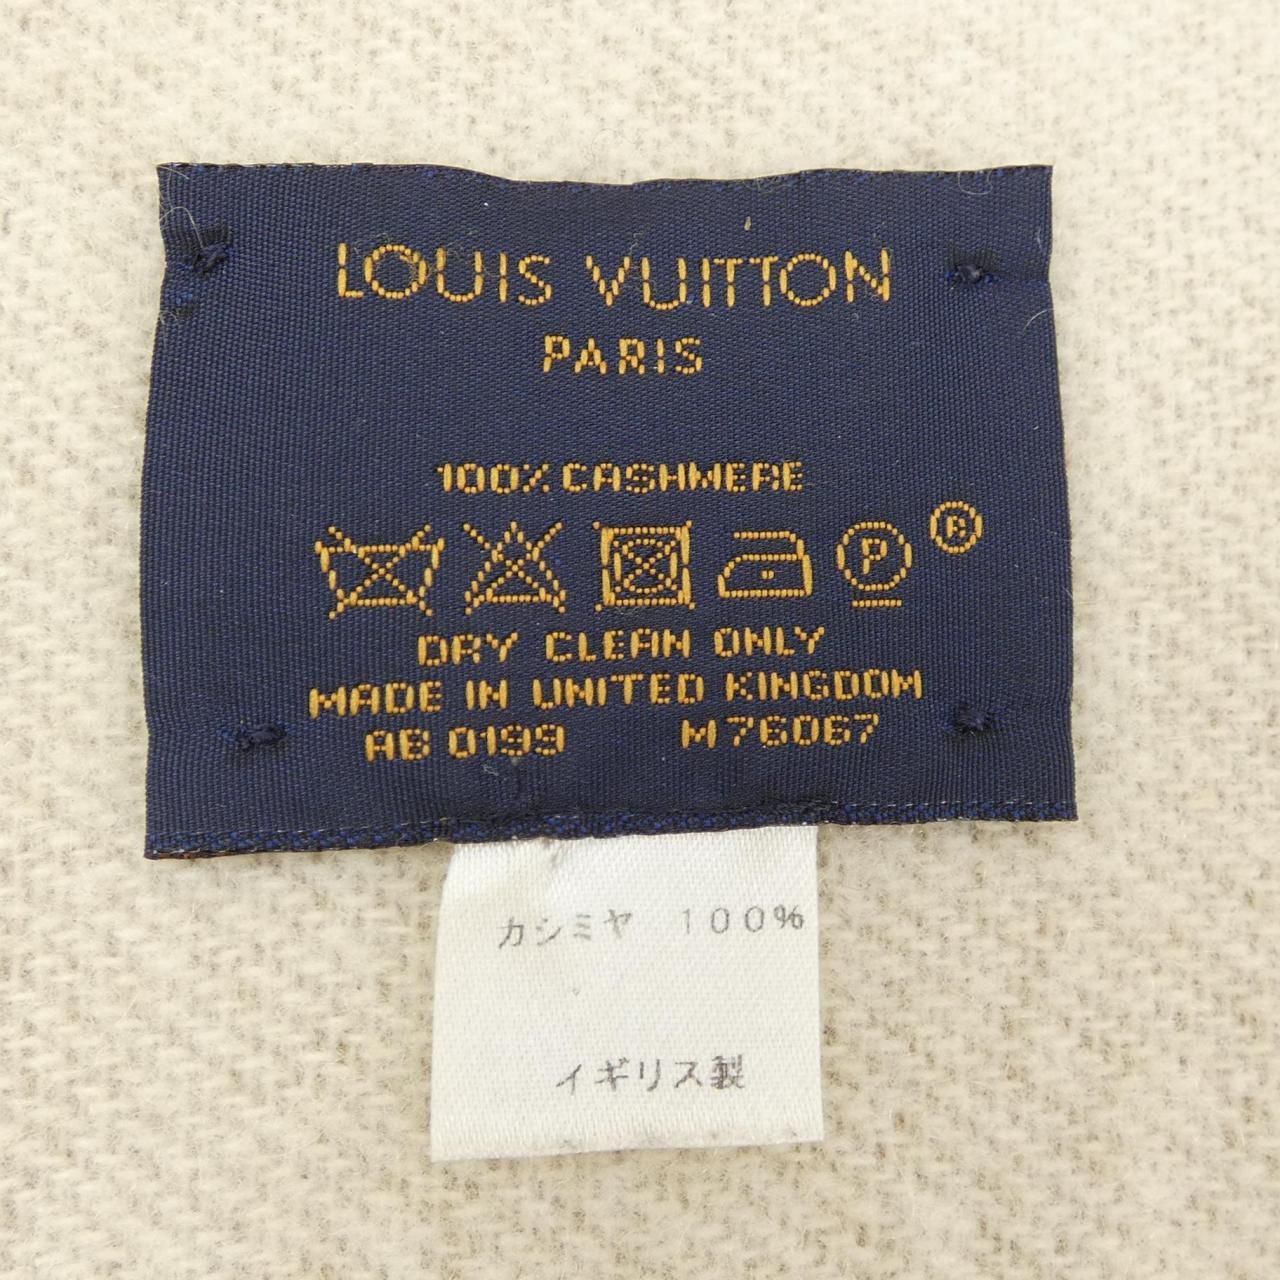 LOUIS VUITTON
PARIS
100% CASHMERE
P ®
DRY CLEAN ONLY
MADE IN UNITED KINGDOM
AB 0199 M76067
カシミヤ 100%
イギリス製